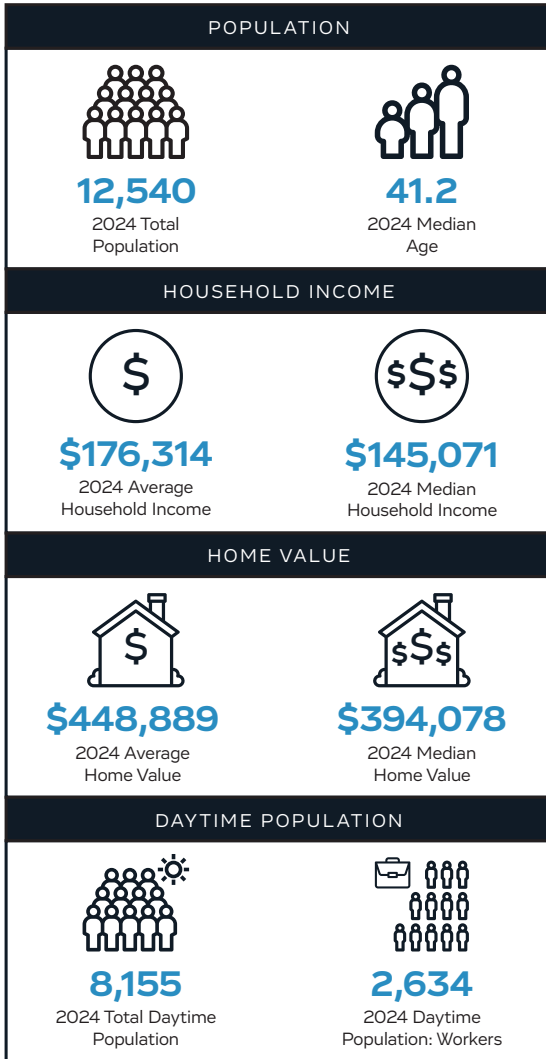 POPULATION
12,540
2024 Total
Population
41.2
2024 Median
Age
HOUSEHOLD INCOME
$
$176,314
2024 Average
Household Income
$$$
$145,071
2024 Median
Household Income
HOME VALUE
$
$448,889
2024 Average
Home Value
$$$
$394,078
2024 Median
Home Value
DAYTIME POPULATION
8,155
2024 Total Daytime
Population
2,634
2024 Daytime
Population: Workers